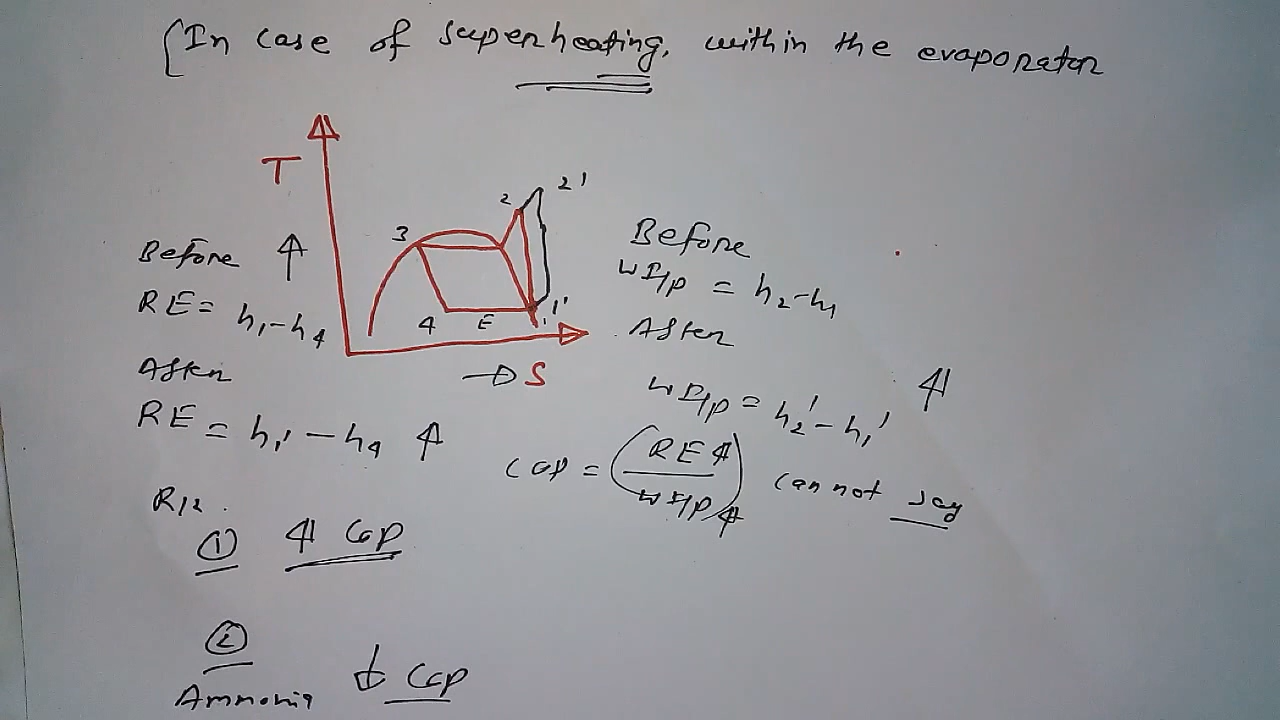 In case of superheating, within the evaporator
T
2'
2
3
4
E
1'
1
S
Before
RE = h₁-h₄
After
RE = h₁' - h₄
Before
WI/p = h₂-h₁
After
WI/p = h₂' - h₁'
COP = (RE/WI/p) can not say
R12
① COP
② COP
Ammonia